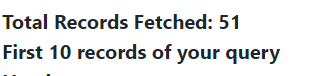 Total Records Fetched: 51
First 10 records of your query